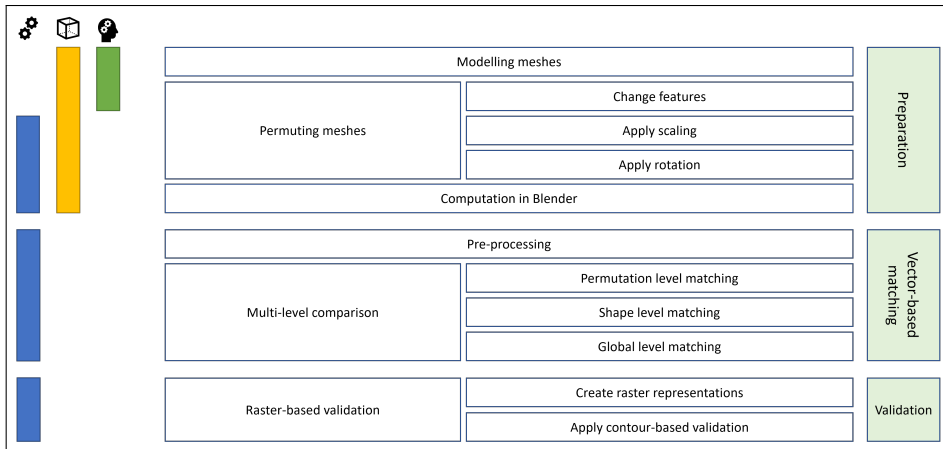 Modelling meshes
Permuting meshes
Change features
Apply scaling
Apply rotation
Computation in Blender
Preparation
Pre-processing
Multi-level comparison
Permutation level matching
Shape level matching
Global level matching
Vector-based
matching
Raster-based validation
Create raster representations
Apply contour-based validation
Validation